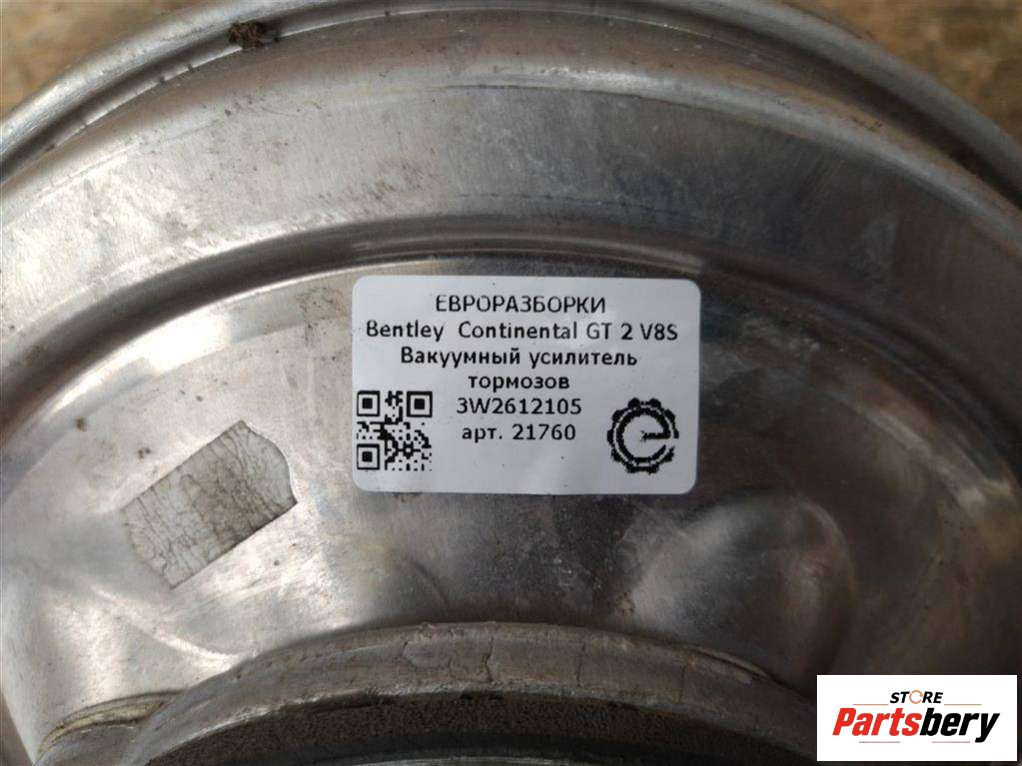 ЕВРОРАЗБОРКИ
Bentley Continental GT 2 V8S
Вакуумный усилитель
тормозов
3W2612105
арт. 21760
STORE
Partsbery